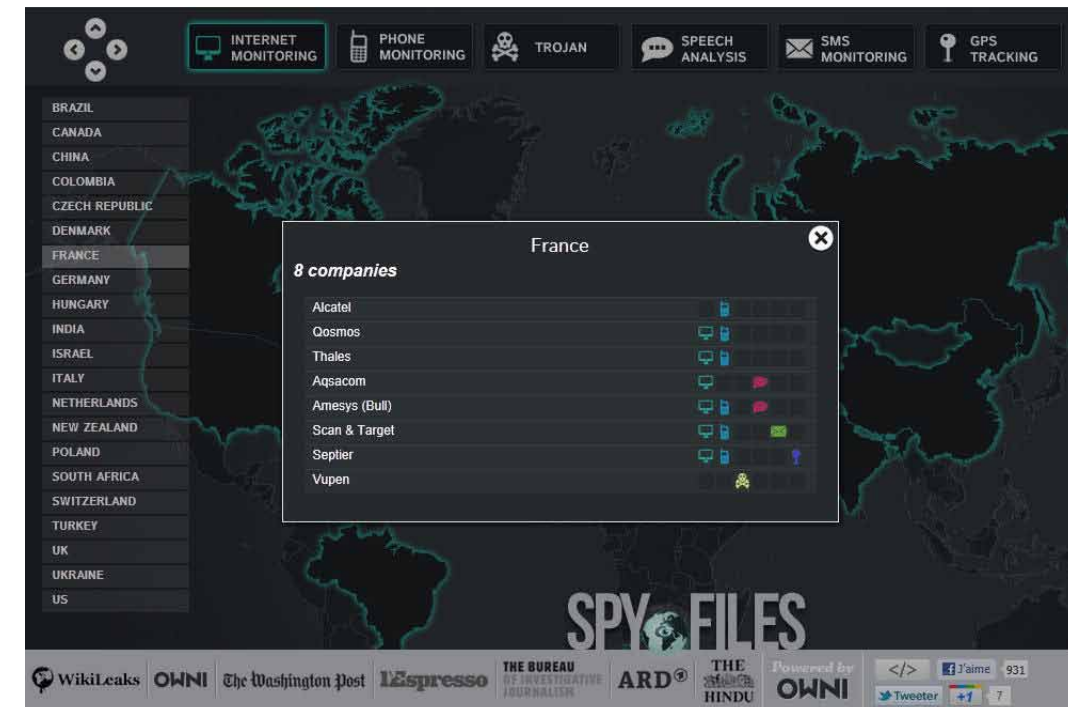 INTERNET
MONITORING
PHONE
MONITORING
TROJAN
SPEECH
ANALYSIS
SMS
MONITORING
GPS
TRACKING
BRAZIL
CANADA
CHINA
COLOMBIA
CZECH REPUBLIC
DENMARK
FRANCE
GERMANY
HUNGARY
INDIA
ISRAEL
ITALY
NETHERLANDS
NEW ZEALAND
POLAND
SOUTH AFRICA
SWITZERLAND
TURKEY
UK
UKRAINE
US
France
8 companies
Alcatel
Qosmos
Thales
Aqsacom
Amesys (Bull)
Scan & Target
Septier
Vupen
SPY FILES
WikiLeaks
OWNI
The Washington Post
L'Espresso
THE BUREAU
OF INVESTIGATIVE
JOURNALISM
ARD
THE
HINDU
Powered by
OWNI
</>
J'aime 931
Tweeter
+1 7